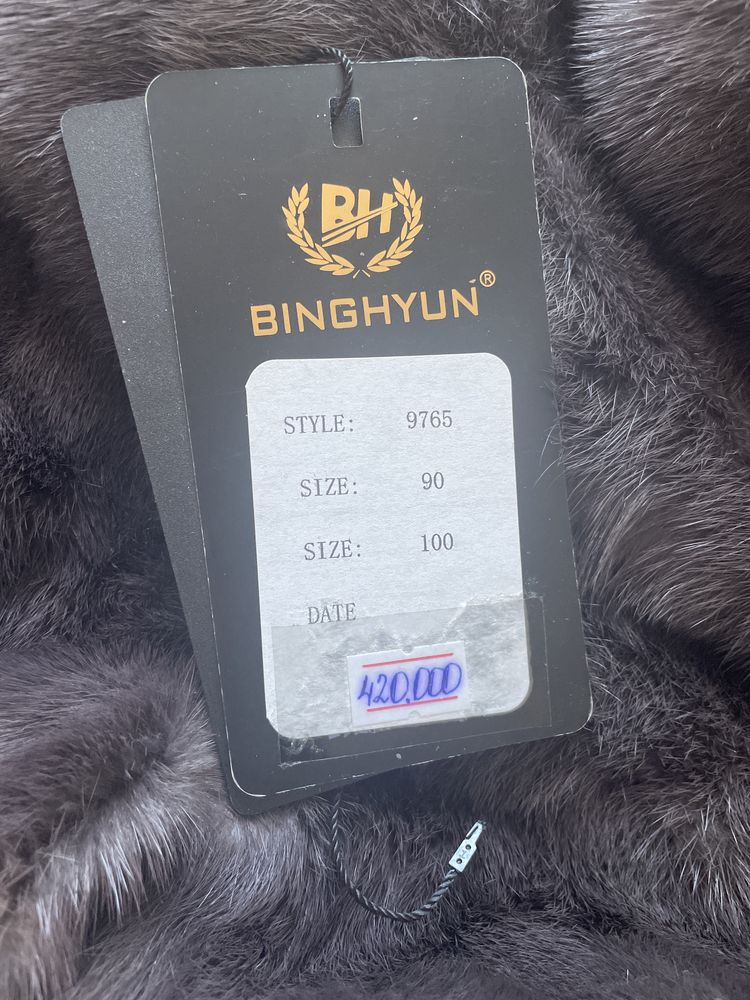 BH
BINGHYUN®
STYLE: 9765
SIZE: 90
SIZE: 100
DATE
420.000